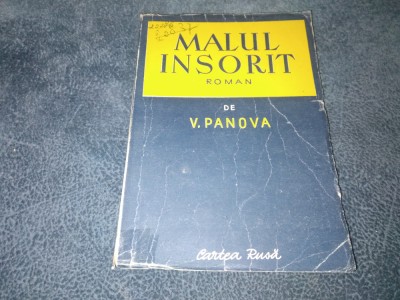 MALUL
INSORIT
ROMAN
DE
V. PANOVA
Cartea Rusă